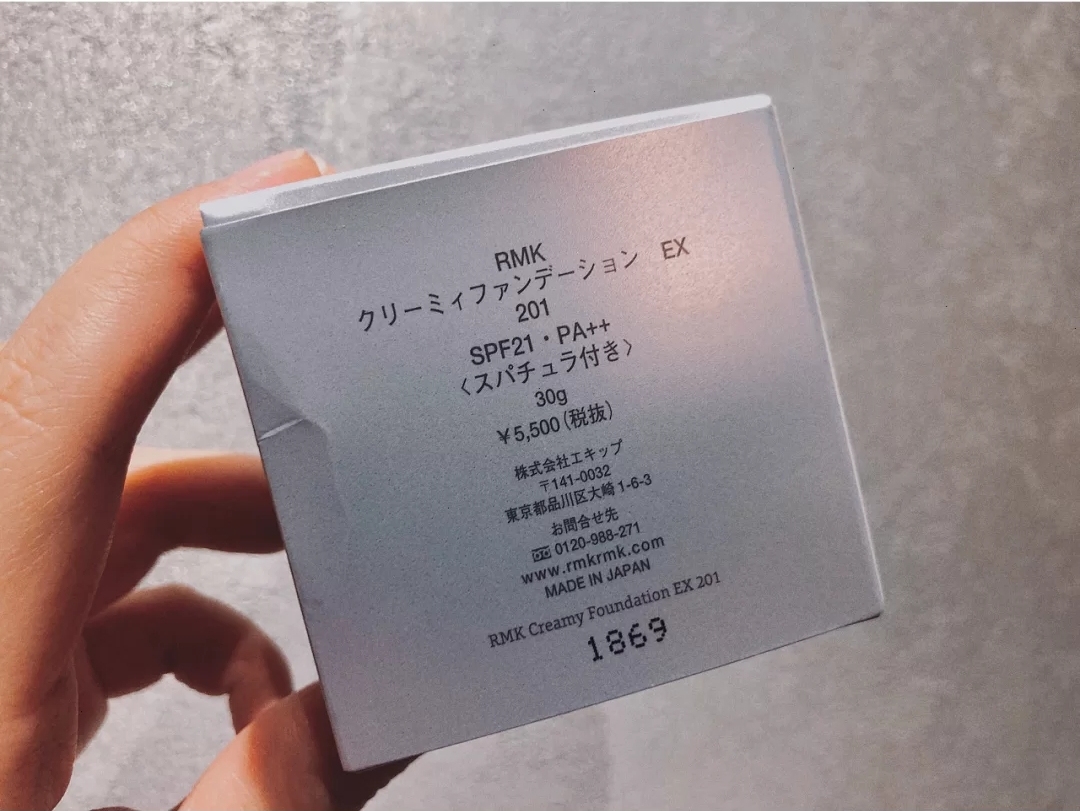 RMK
クリーミィファンデーション　EX
201
SPF21・PA++
〈スパチュラ付き〉
30g
¥5,500(税抜)
株式会社エキップ
〒141-0032
東京都品川区大崎1-6-3
お問合せ先
0120-988-271
www.rmkrmk.com
MADE IN JAPAN
RMK Creamy Foundation EX 201
1869